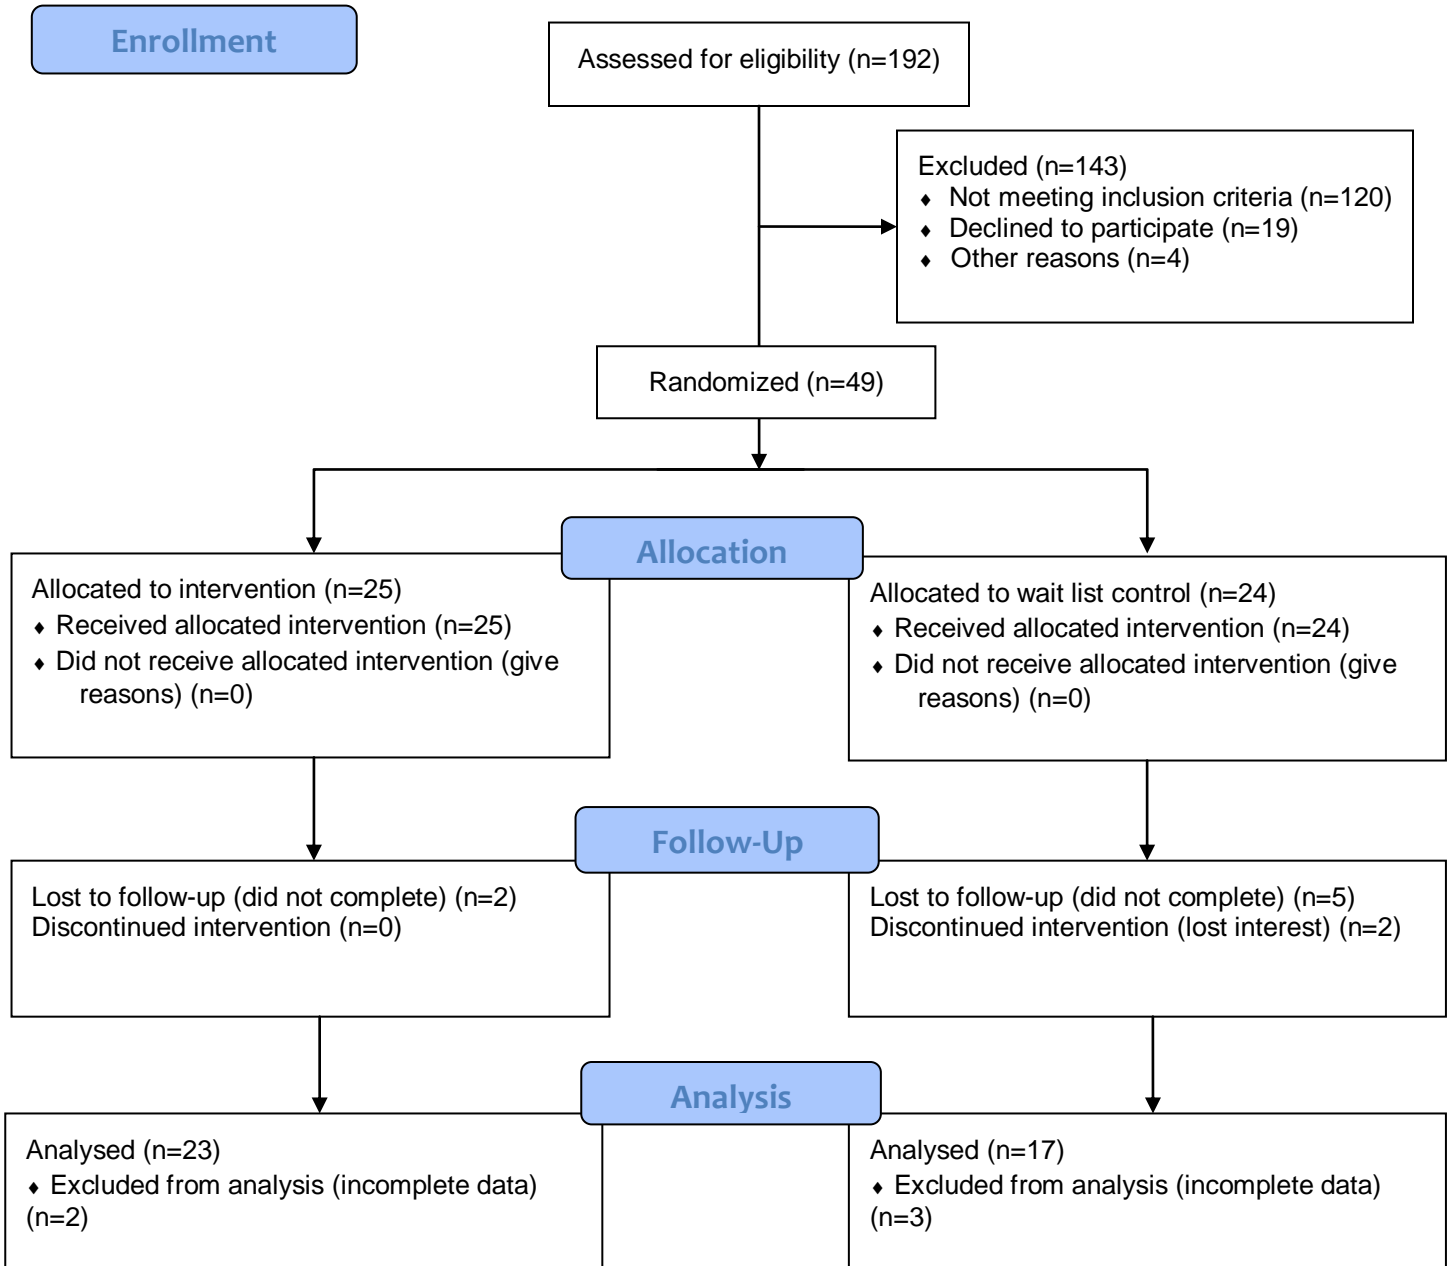 Enrollment
Assessed for eligibility (n=192)
Excluded (n=143)
♦ Not meeting inclusion criteria (n=120)
♦ Declined to participate (n=19)
♦ Other reasons (n=4)
Randomized (n=49)
Allocation
Allocated to intervention (n=25)
♦ Received allocated intervention (n=25)
♦ Did not receive allocated intervention (give
reasons) (n=0)
Allocated to wait list control (n=24)
♦ Received allocated intervention (n=24)
♦ Did not receive allocated intervention (give
reasons) (n=0)
Follow-Up
Lost to follow-up (did not complete) (n=2)
Discontinued intervention (n=0)
Lost to follow-up (did not complete) (n=5)
Discontinued intervention (lost interest) (n=2)
Analysis
Analysed (n=23)
♦ Excluded from analysis (incomplete data)
(n=2)
Analysed (n=17)
♦ Excluded from analysis (incomplete data)
(n=3)